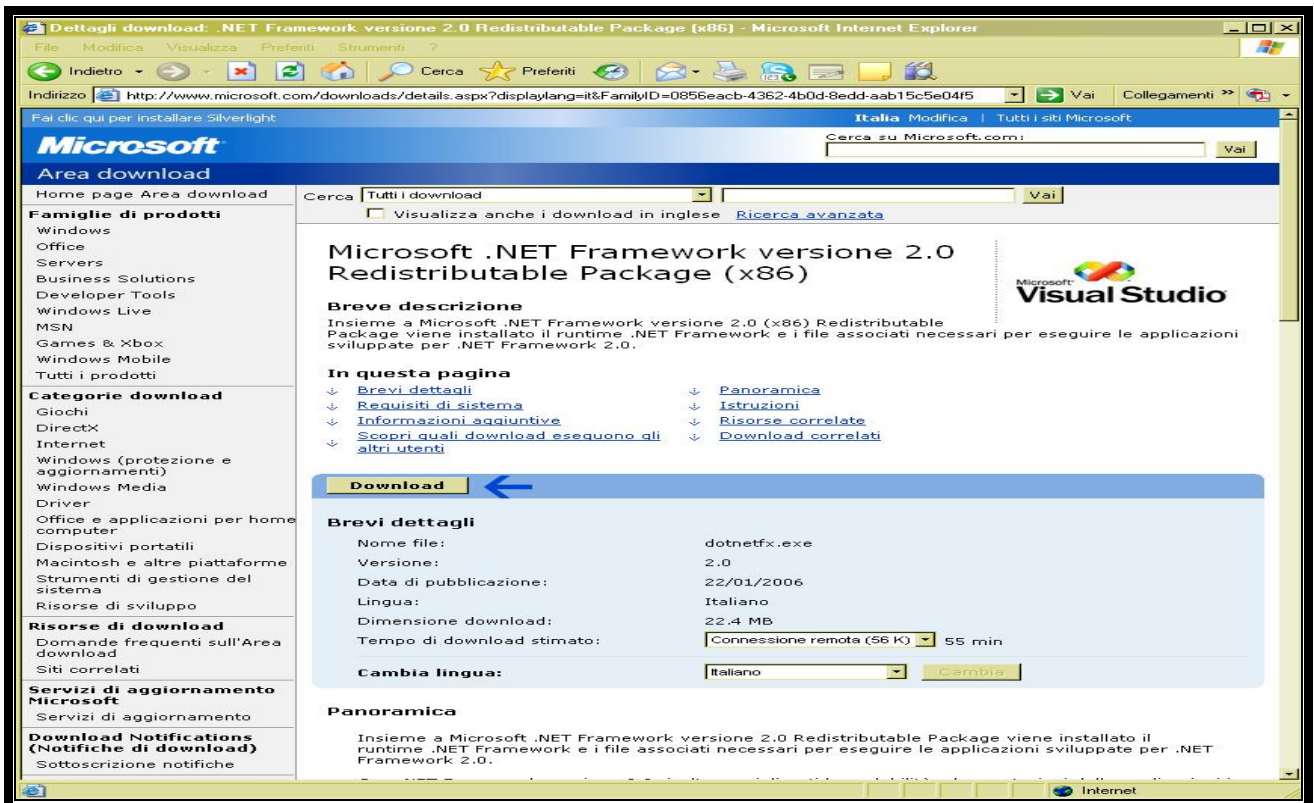 Dettagli download: .NET Framework versione 2.0 Redistributable Package (x86) - Microsoft Internet Explorer
File Modifica Visualizza Preferiti Strumenti ?
Indietro Cerca Preferiti
Indirizzo http://www.microsoft.com/downloads/details.aspx?displaylang=it&FamilyID=0856eacb-4362-4b0d-8edd-aab15c5e04f5 Vai Collegamenti »
Fai clic qui per installare Silverlight Italia Modifica | Tutti i siti Microsoft
Microsoft Cerca su Microsoft.com:
Vai
Area download
Home page Area download
Cerca Tutti i download Vai
Visualizza anche i download in inglese Ricerca avanzata
Famiglie di prodotti
Windows
Office
Servers
Business Solutions
Developer Tools
Windows Live
MSN
Games & Xbox
Windows Mobile
Tutti i prodotti
Categorie download
Giochi
DirectX
Internet
Windows (protezione e
aggiornamenti)
Windows Media
Driver
Office e applicazioni per home
computer
Dispositivi portatili
Macintosh e altre piattaforme
Strumenti di gestione del
sistema
Risorse di sviluppo
Risorse di download
Domande frequenti sull'Area
download
Siti correlati
Servizi di aggiornamento
Microsoft
Servizi di aggiornamento
Download Notifications
(Notifiche di download)
Sottoscrizione notifiche
Microsoft .NET Framework versione 2.0
Redistributable Package (x86)
Microsoft
Visual Studio
Breve descrizione
Insieme a Microsoft .NET Framework versione 2.0 (x86) Redistributable
Package viene installato il runtime .NET Framework e i file associati necessari per eseguire le applicazioni
sviluppate per .NET Framework 2.0.
In questa pagina
Brevi dettagli Panoramica
Requisiti di sistema Istruzioni
Informazioni aggiuntive Risorse correlate
Scopri quali download eseguono gli
altri utenti
Download correlati
Download
Brevi dettagli
Nome file: dotnetfx.exe
Versione: 2.0
Data di pubblicazione: 22/01/2006
Lingua: Italiano
Dimensione download: 22.4 MB
Tempo di download stimato: Connessione remota (56 K) 55 min
Cambia lingua: Italiano Cambia
Panoramica
Insieme a Microsoft .NET Framework versione 2.0 Redistributable Package viene installato il
runtime .NET Framework e i file associati necessari per eseguire le applicazioni sviluppate per .NET
Framework 2.0.
Internet